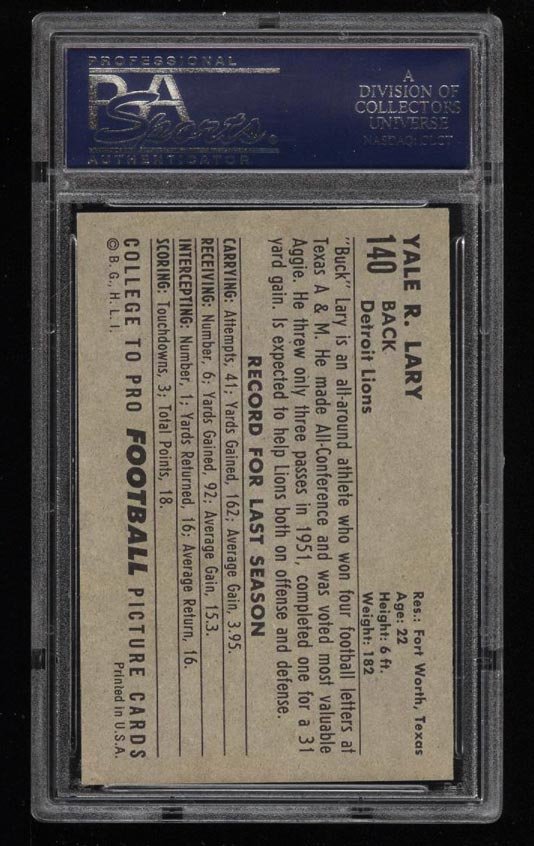 PROFESSIONAL
PSA
Sports
AUTHENTICATOR
A
DIVISION OF
COLLECTORS
UNIVERSE
NASDAQ:CLCT
YALE R. LARY
140 BACK
Detroit Lions
Res.: Fort Worth, Texas
Age: 22
Height: 6 ft.
Weight: 182
"Buck" Lary is an all-around athlete who won four football letters at
Texas A & M. He made All-Conference and was voted most valuable
Aggie. He threw only three passes in 1951, completed one for a 31
yard gain. Is expected to help Lions both on offense and defense.
RECORD FOR LAST SEASON
CARRYING: Attempts, 41; Yards Gained, 162; Average Gain, 3.95.
RECEIVING: Number, 6; Yards Gained, 92; Average Gain, 15.3.
INTERCEPTING: Number, 1; Yards Returned, 16; Average Return, 16.
SCORING: Touchdowns, 3; Total Points, 18.
COLLEGE TO PRO FOOTBALL PICTURE CARDS
© B. G., H. L. I.
Printed in U.S.A.